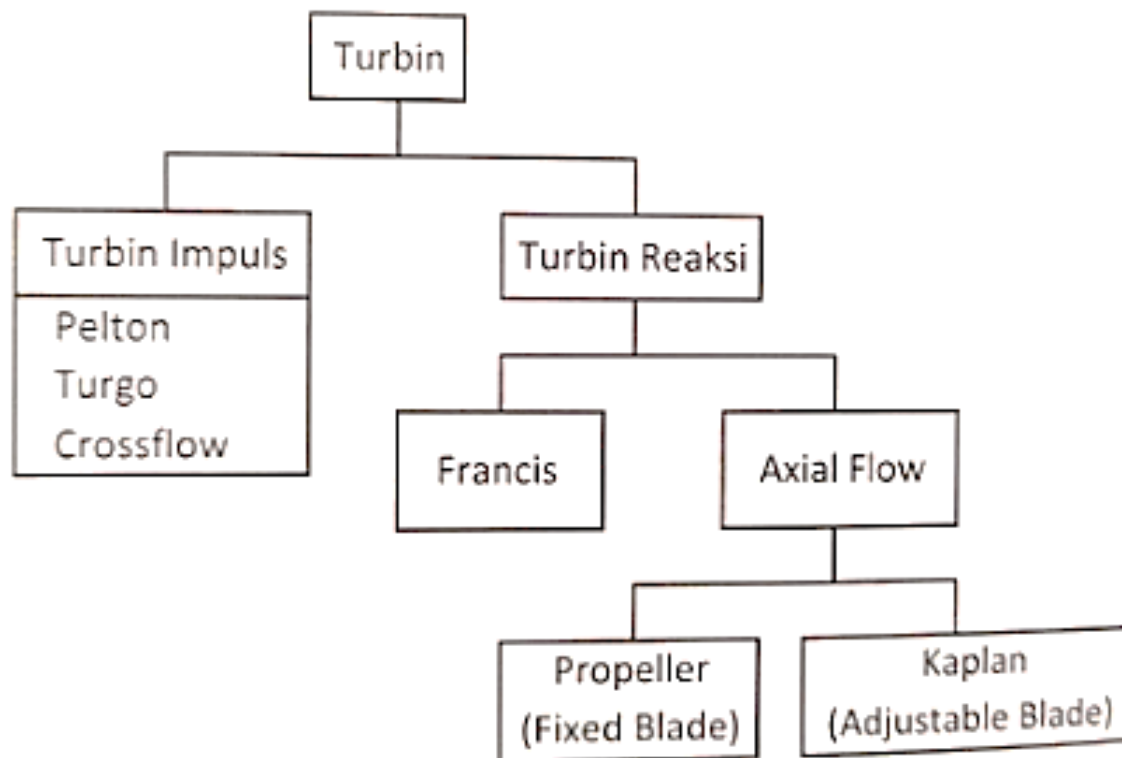 Turbin
Turbin Impuls
Pelton
Turgo
Crossflow
Turbin Reaksi
Francis
Axial Flow
Propeller
(Fixed Blade)
Kaplan
(Adjustable Blade)